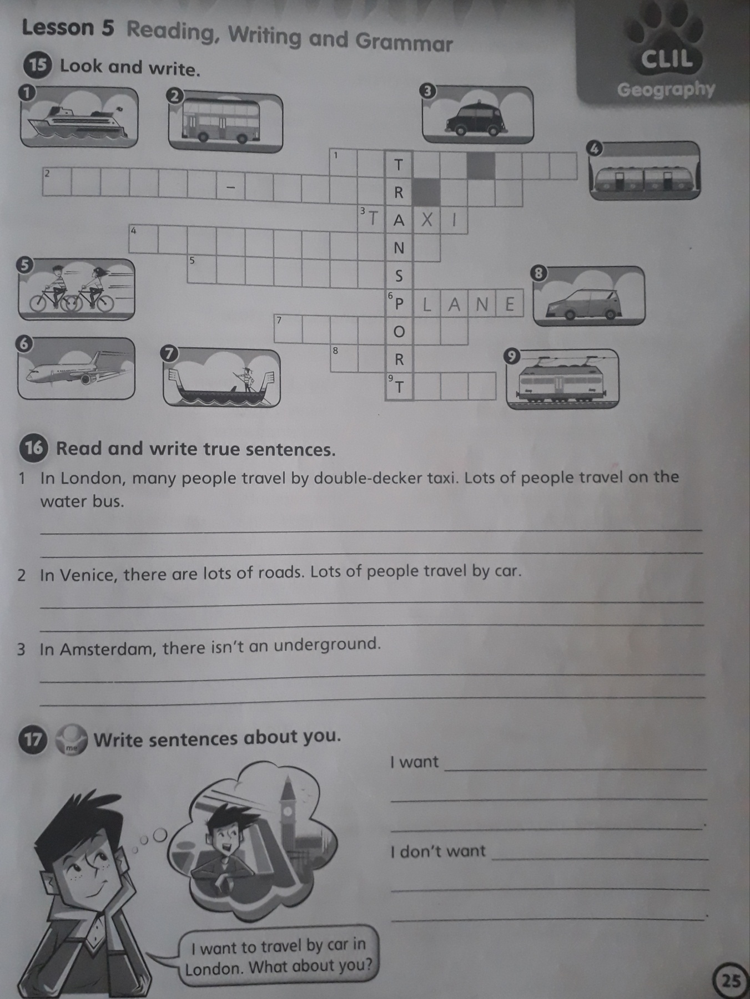 Lesson 5 Reading, Writing and Grammar
CLIL
Geography
15 Look and write.
1
2
3
4
1 T
2 – R
3 T A X I
4 N
5 S
6 P L A N E
7 O
8 R
9 T
5
6
7
8
9
16 Read and write true sentences.
1 In London, many people travel by double-decker taxi. Lots of people travel on the
water bus.
2 In Venice, there are lots of roads. Lots of people travel by car.
3 In Amsterdam, there isn't an underground.
17 me Write sentences about you.
I want
.
I don't want
.
I want to travel by car in
London. What about you?
25